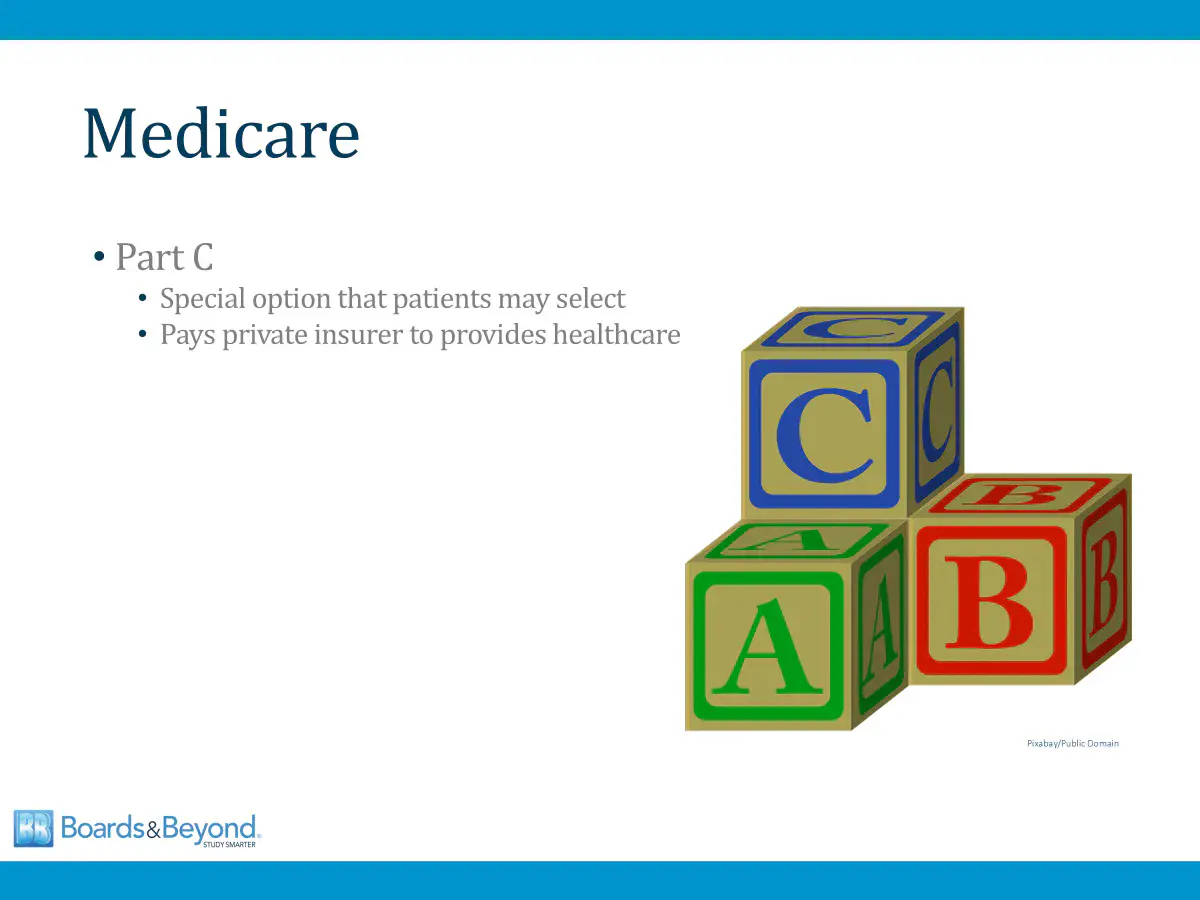 Medicare
• Part C
• Special option that patients may select
• Pays private insurer to provides healthcare
C
C
C
B
A
B
B
A
A
Pixabay/Public Domain
BB Boards&Beyond®
STUDY SMARTER